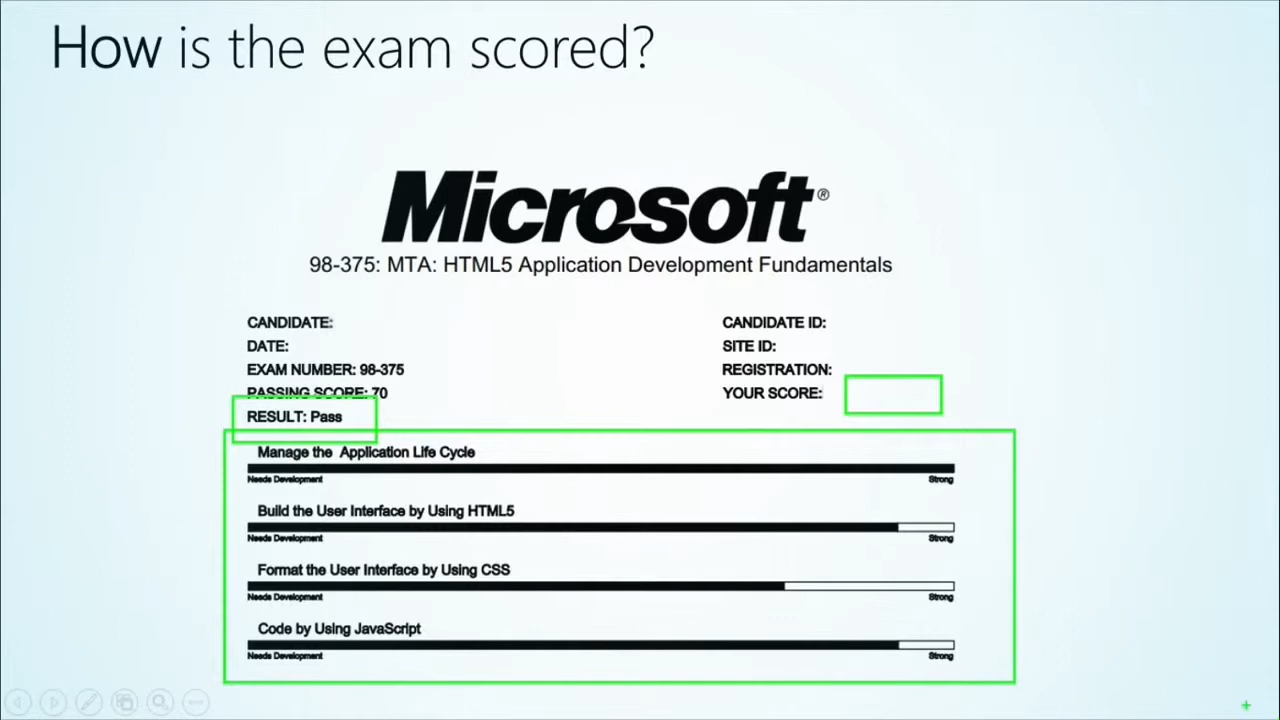 How is the exam scored?
Microsoft®
98-375: MTA: HTML5 Application Development Fundamentals
CANDIDATE:
CANDIDATE ID:
DATE:
SITE ID:
EXAM NUMBER: 98-375
REGISTRATION:
PASSING SCORE: 70
YOUR SCORE:
RESULT: Pass
Manage the Application Life Cycle
Needs Development Strong
Build the User Interface by Using HTML5
Needs Development Strong
Format the User Interface by Using CSS
Needs Development Strong
Code by Using JavaScript
Needs Development Strong